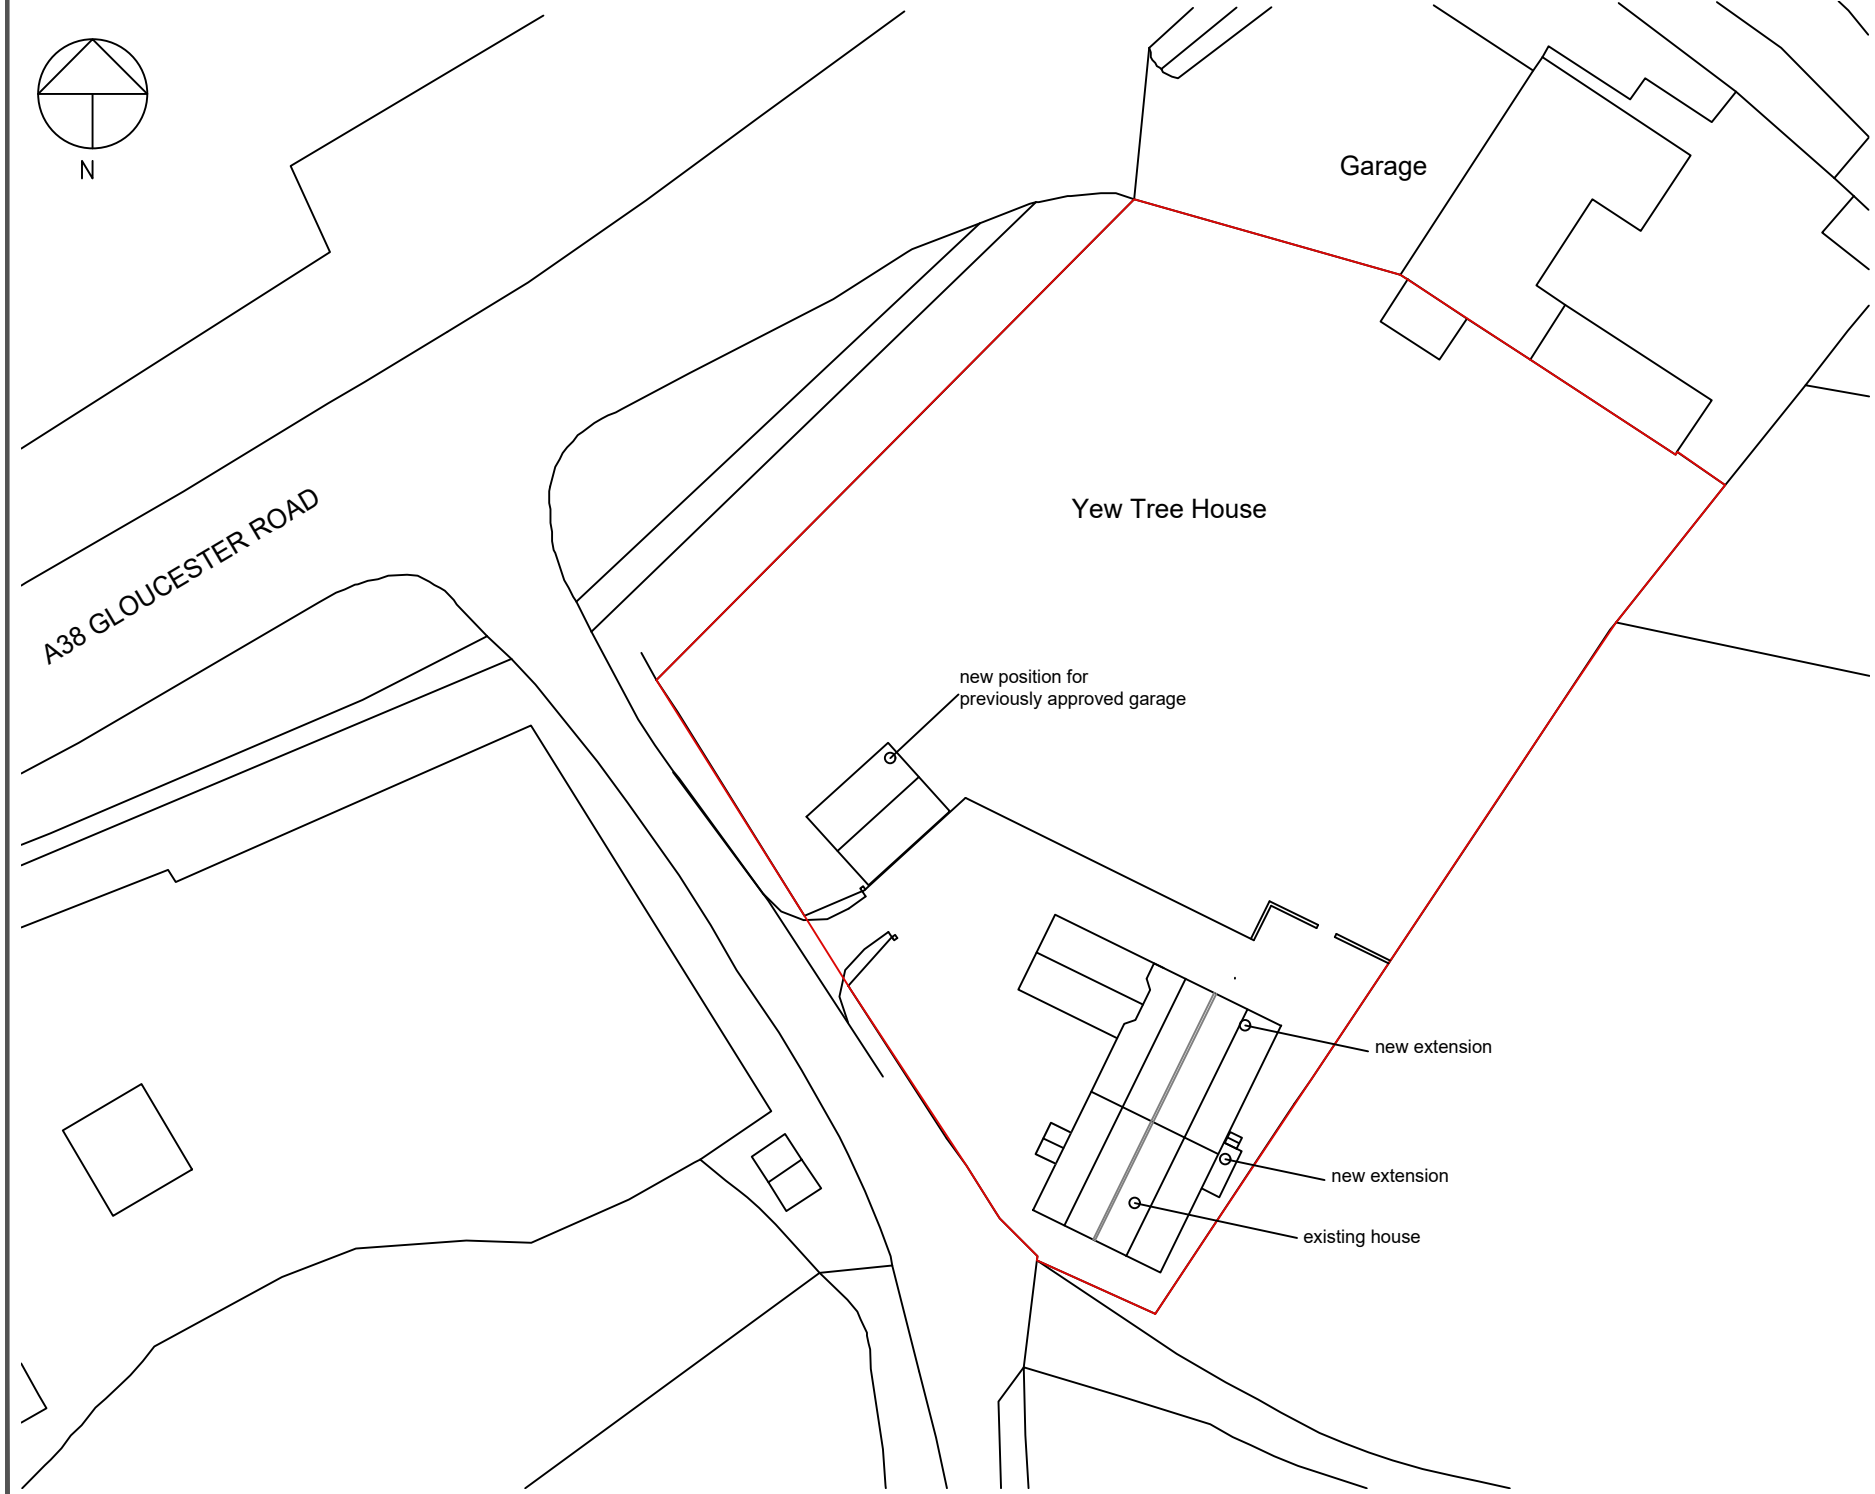 N
Garage
A38 GLOUCESTER ROAD
Yew Tree House
new position for
previously approved garage
new extension
new extension
existing house